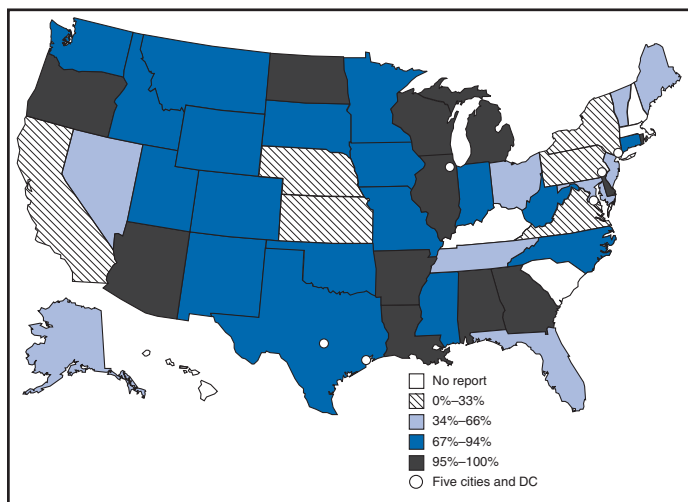 No report
0%–33%
34%–66%
67%–94%
95%–100%
Five cities and DC